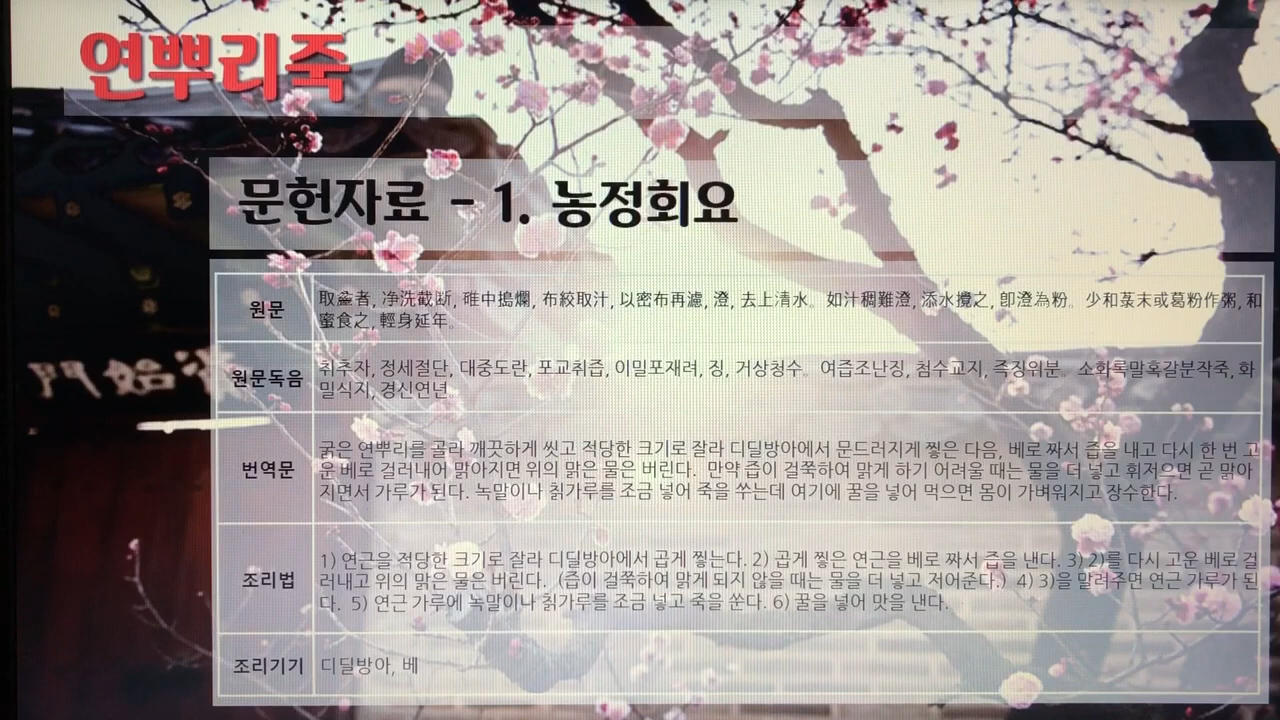 연뿌리죽
문헌자료 - 1. 농정회요
원문
取麤者, 净洗截断, 碓中搗爛, 布絞取汁, 以密布再濾, 澄, 去上清水。如汁稠難澄, 添水攪之, 卽澄為粉。少和菉末或葛粉作粥, 和
蜜食之, 輕身延年。
원문독음
취추자, 정세절단, 대중도란, 포교취즙, 이밀포재려, 징, 거상청수。 여즙조난징, 첨수교지, 즉징위분。 소화록말혹갈분작죽, 화
밀식지, 경신연년。
번역문
굵은 연뿌리를 골라 깨끗하게 씻고 적당한 크기로 잘라 디딜방아에서 문드러지게 찧은 다음, 베로 짜서 즙을 내고 다시 한 번 고
운 베로 걸러내어 맑아지면 위의 맑은 물은 버린다. 만약 즙이 걸쭉하여 맑게 하기 어려울 때는 물을 더 넣고 휘저으면 곧 맑아
지면서 가루가 된다. 녹말이나 칡가루를 조금 넣어 죽을 쑤는데 여기에 꿀을 넣어 먹으면 몸이 가벼워지고 장수한다.
조리법
1) 연근을 적당한 크기로 잘라 디딜방아에서 곱게 찧는다. 2) 곱게 찧은 연근을 베로 짜서 즙을 낸다. 3) 2)를 다시 고운 베로 걸
러내고 위의 맑은 물은 버린다. (즙이 걸쭉하여 맑게 되지 않을 때는 물을 더 넣고 저어준다.) 4) 3)을 말려주면 연근 가루가 된
다. 5) 연근 가루에 녹말이나 칡가루를 조금 넣고 죽을 쑨다. 6) 꿀을 넣어 맛을 낸다.
조리기기
디딜방아, 베
門始